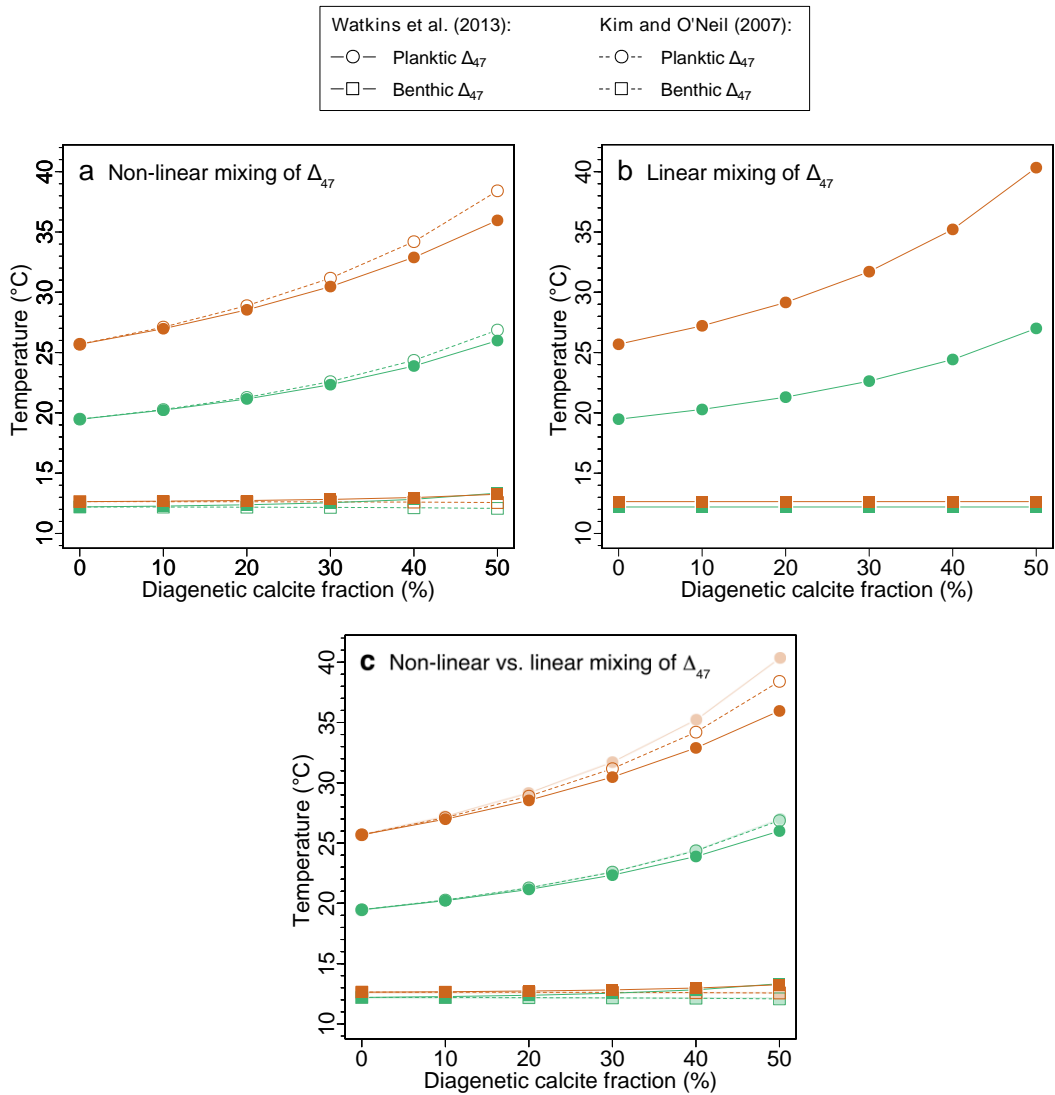 Watkins et al. (2013):
Kim and O'Neil (2007):
Planktic Δ47
Planktic Δ47
Benthic Δ47
Benthic Δ47
a Non-linear mixing of Δ47
Temperature (°C)
40
35
30
25
20
15
10
0 10 20 30 40 50
Diagenetic calcite fraction (%)
b Linear mixing of Δ47
Temperature (°C)
40
35
30
25
20
15
10
0 10 20 30 40 50
Diagenetic calcite fraction (%)
c Non-linear vs. linear mixing of Δ47
Temperature (°C)
40
35
30
25
20
15
10
0 10 20 30 40 50
Diagenetic calcite fraction (%)